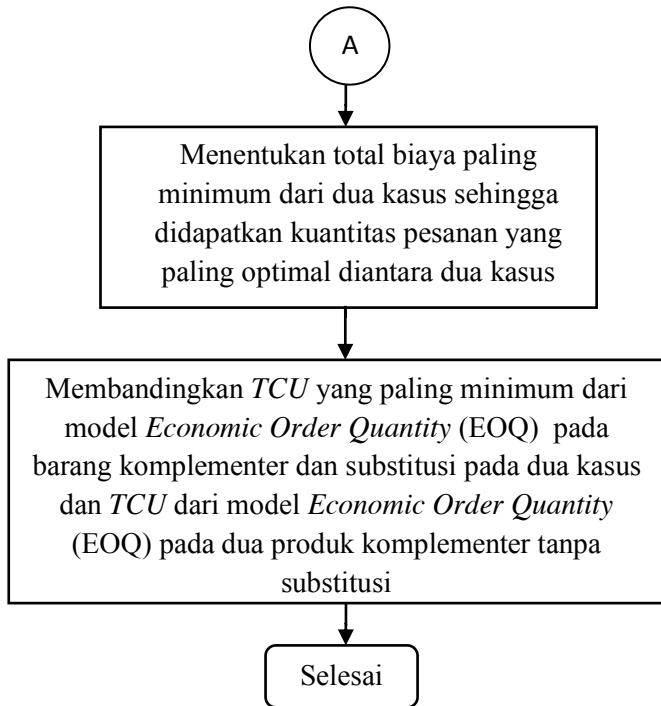 A
Menentukan total biaya paling
minimum dari dua kasus sehingga
didapatkan kuantitas pesanan yang
paling optimal diantara dua kasus
Membandingkan TCU yang paling minimum dari
model Economic Order Quantity (EOQ) pada
barang komplementer dan substitusi pada dua kasus
dan TCU dari model Economic Order Quantity
(EOQ) pada dua produk komplementer tanpa
substitusi
Selesai